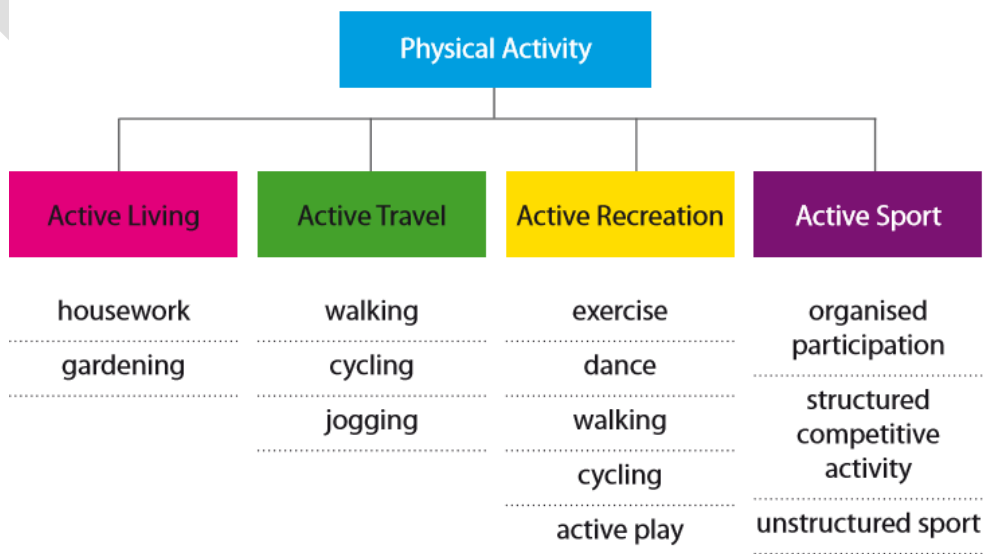 Physical Activity
Active Living
housework
gardening
Active Travel
walking
cycling
jogging
Active Recreation
exercise
dance
walking
cycling
active play
Active Sport
organised
participation
structured
competitive
activity
unstructured sport